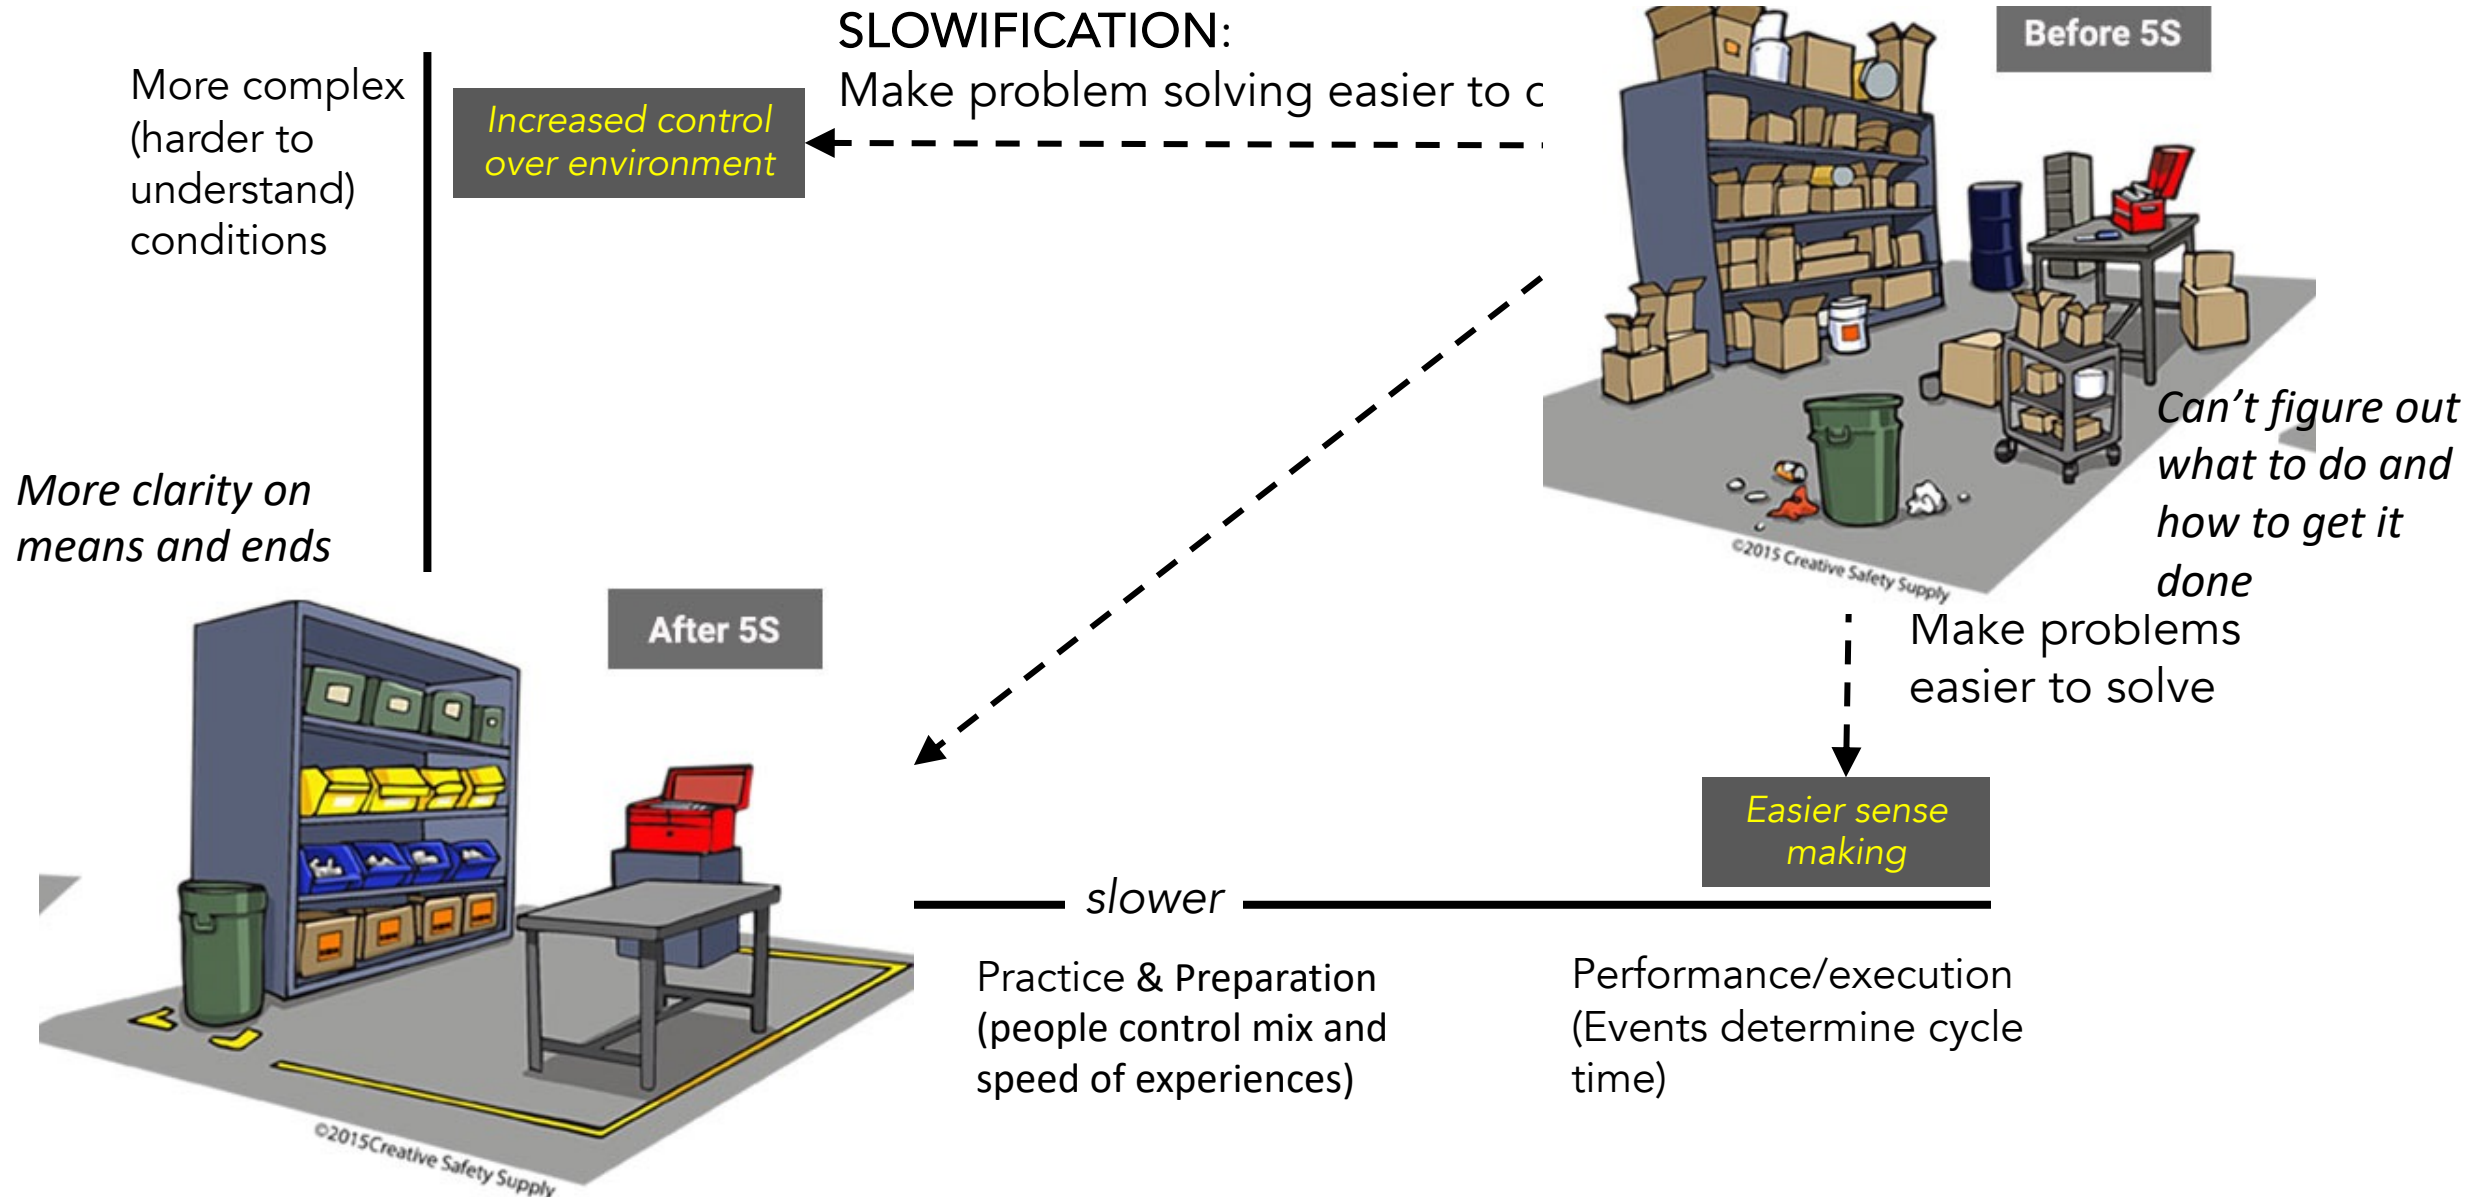 SLOWIFICATION:
Make problem solving easier to
Before 5S
More complex
(harder to
understand)
conditions
Increased control
over environment
Can’t figure out
what to do and
how to get it
done
More clarity on
means and ends
©2015 Creative Safety Supply
Make problems
easier to solve
After 5S
Easier sense
making
slower
Practice & Preparation
(people control mix and
speed of experiences)
Performance/execution
(Events determine cycle
time)
©2015Creative Safety Supply